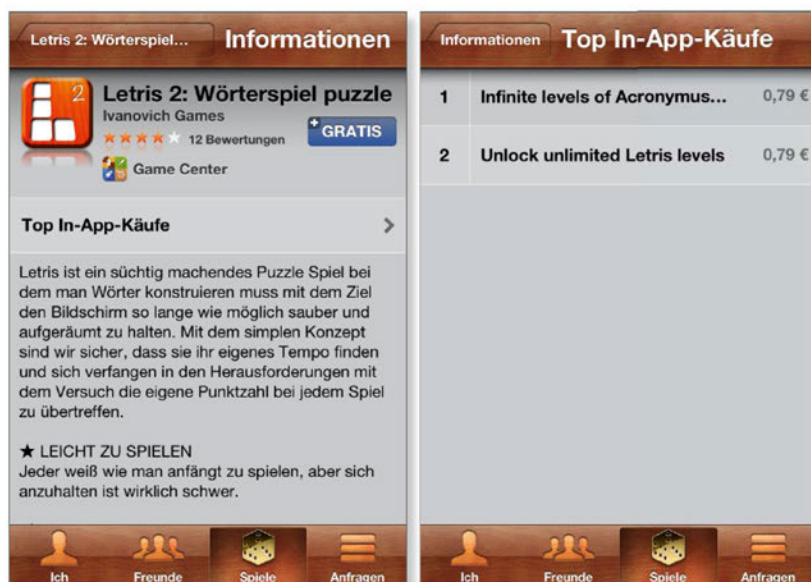 Letris 2: Wörterspiel...
Informationen
2
Letris 2: Wörterspiel puzzle
Ivanovich Games
12 Bewertungen
GRATIS
Game Center
Top In-App-Käufe
Letris ist ein süchtig machendes Puzzle Spiel bei
dem man Wörter konstruieren muss mit dem Ziel
den Bildschirm so lange wie möglich sauber und
aufgeräumt zu halten. Mit dem simplen Konzept
sind wir sicher, dass sie ihr eigenes Tempo finden
und sich verfangen in den Herausforderungen mit
dem Versuch die eigene Punktzahl bei jedem Spiel
zu übertreffen.
★ LEICHT ZU SPIELEN
Jeder weiß wie man anfängt zu spielen, aber sich
anzuhalten ist wirklich schwer.
Ich Freunde Spiele Anfragen
Informationen
Top In-App-Käufe
1 Infinite levels of Acronymus... 0,79 €
2 Unlock unlimited Letris levels 0,79 €
Ich Freunde Spiele Anfragen